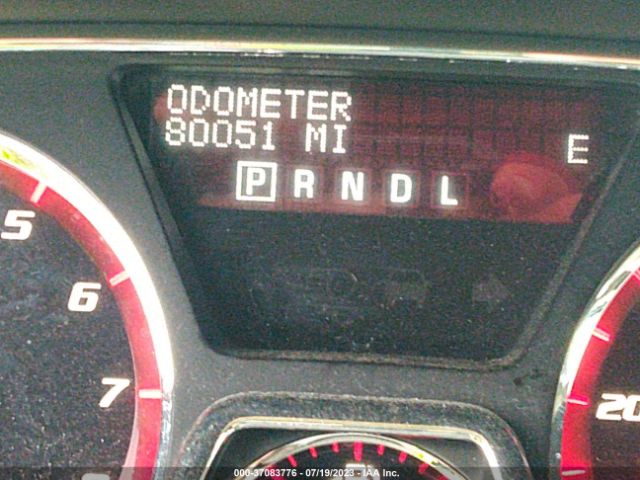 ODOMETER
80051 MI
E
P R N D L
5
6
7
20
000-37083776 - 07/19/2023 - IAA Inc.